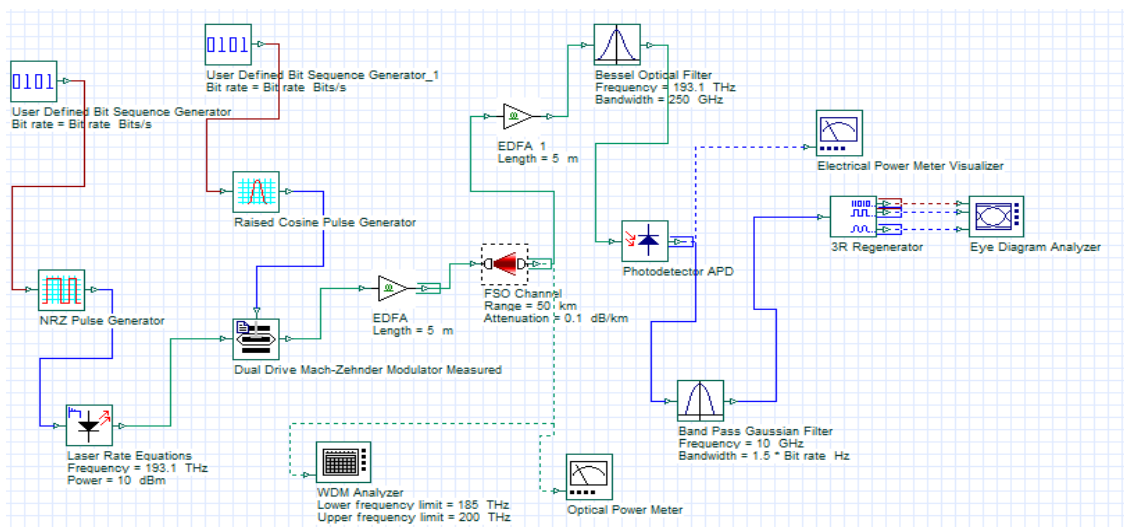 0101
User Defined Bit Sequence Generator_1
Bit rate = Bit rate Bits/s
0101
User Defined Bit Sequence Generator
Bit rate = Bit rate Bits/s
Bessel Optical Filter
Frequency = 193.1 THz
Bandwidth = 250 GHz
EDFA 1
Length = 5 m
Electrical Power Meter Visualizer
Raised Cosine Pulse Generator
3R Regenerator
Eye Diagram Analyzer
Photodetector APD
NRZ Pulse Generator
FSO Channel
Range = 50 km
Attenuation = 0.1 dB/km
EDFA
Length = 5 m
Dual Drive Mach-Zehnder Modulator Measured
Laser Rate Equations
Frequency = 193.1 THz
Power = 10 dBm
Band Pass Gaussian Filter
Frequency = 10 GHz
Bandwidth = 1.5 * Bit rate Hz
WDM Analyzer
Lower frequency limit = 185 THz
Upper frequency limit = 200 THz
Optical Power Meter